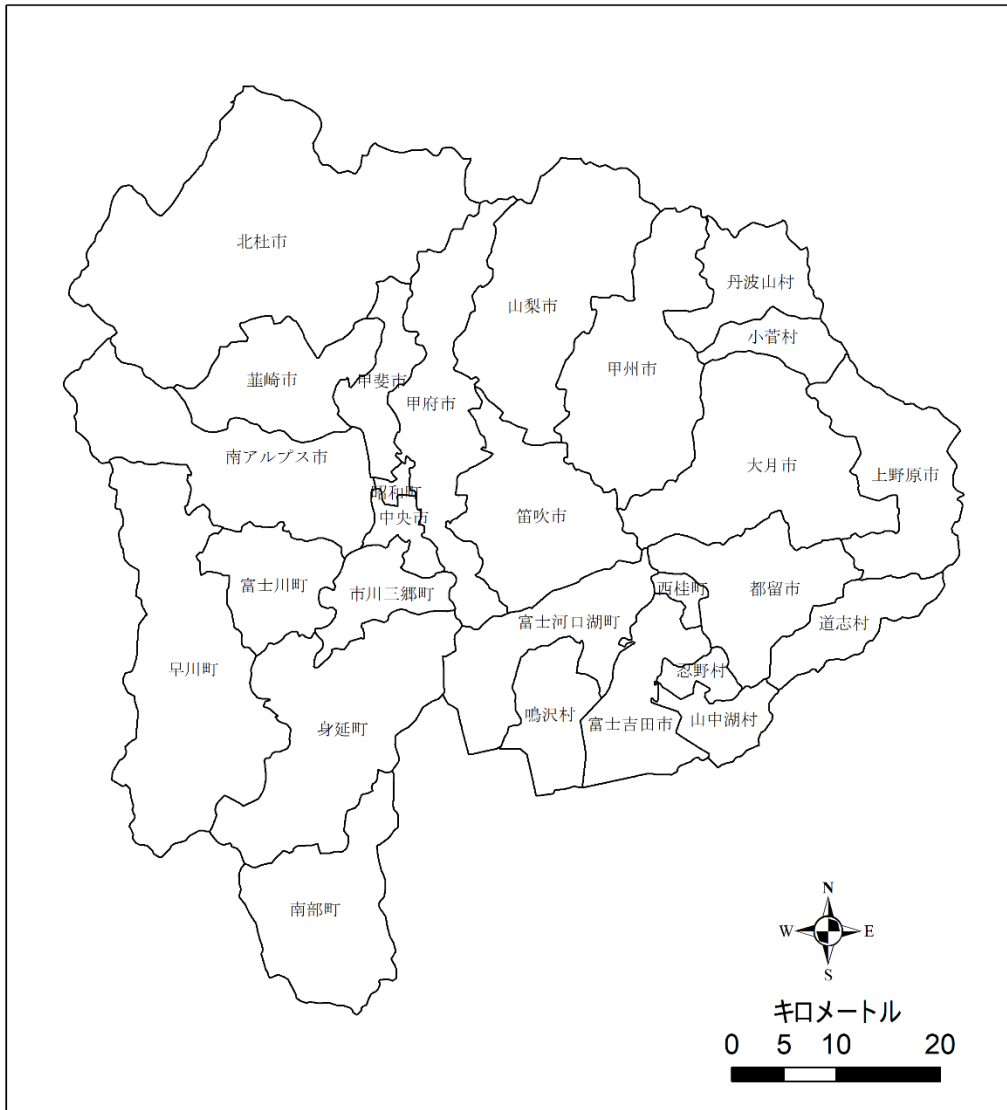 北杜市
丹波山村
山梨市
小菅村
甲州市
韮崎市
甲斐市
甲府市
南アルプス市
大月市
上野原市
昭和町
中央市
笛吹市
富士川町
市川三郷町
西桂町
都留市
富士河口湖町
道志村
早川町
忍野村
身延町
鳴沢村
富士吉田市
山中湖村
南部町
N
W E
S
キロメートル
0 5 10 20